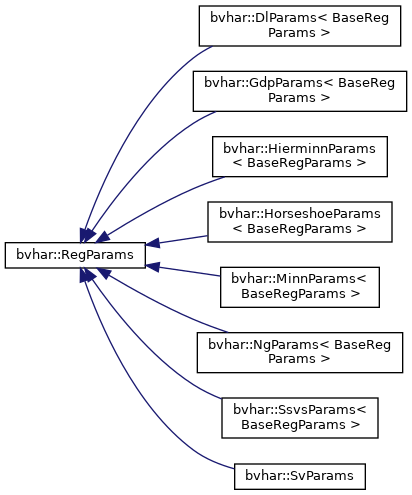 bvhar::DlParams< BaseReg
Params >
bvhar::GdpParams< BaseReg
Params >
bvhar::HierminnParams
< BaseRegParams >
bvhar::HorseshoeParams
< BaseRegParams >
bvhar::RegParams
bvhar::MinnParams<
BaseRegParams >
bvhar::NgParams< BaseReg
Params >
bvhar::SsvsParams<
BaseRegParams >
bvhar::SvParams